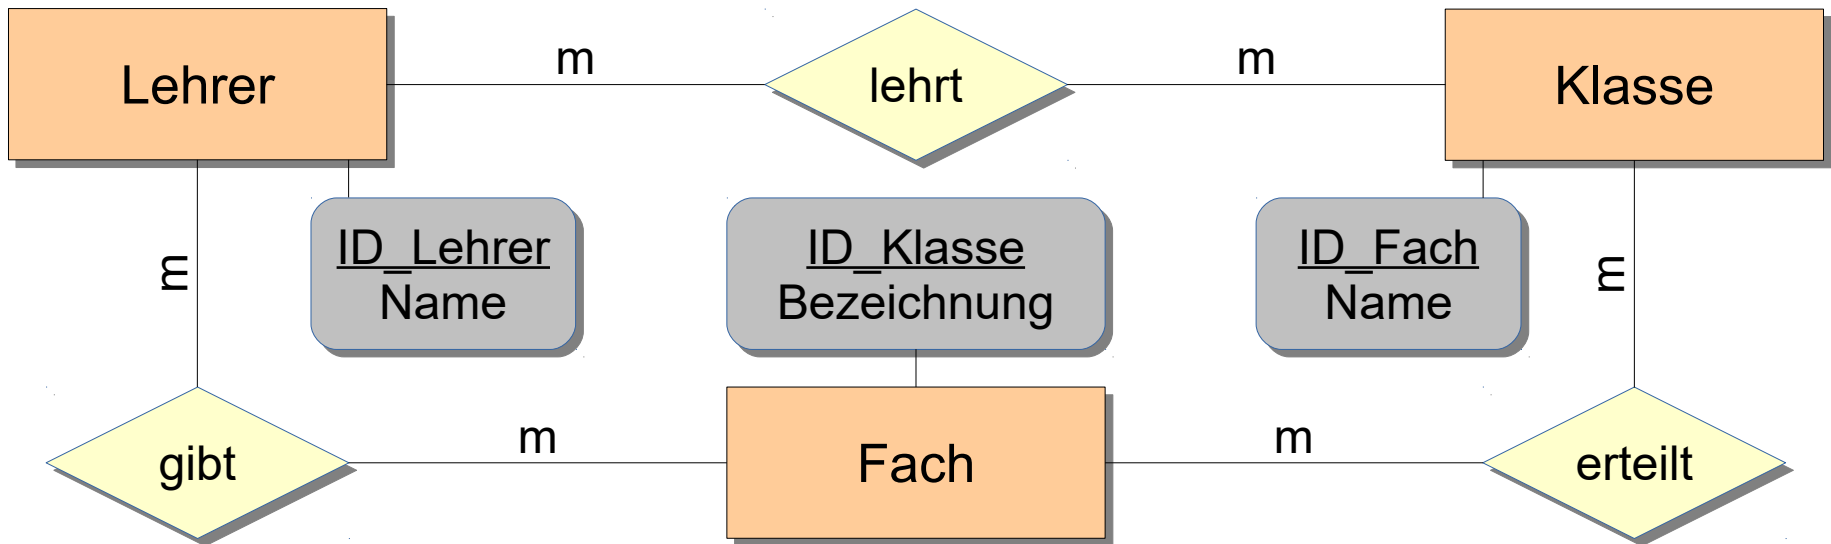 Lehrer
m
lehrt
m
Klasse
m
ID_Lehrer
Name
ID_Klasse
Bezeichnung
ID_Fach
Name
m
gibt
m
Fach
m
erteilt